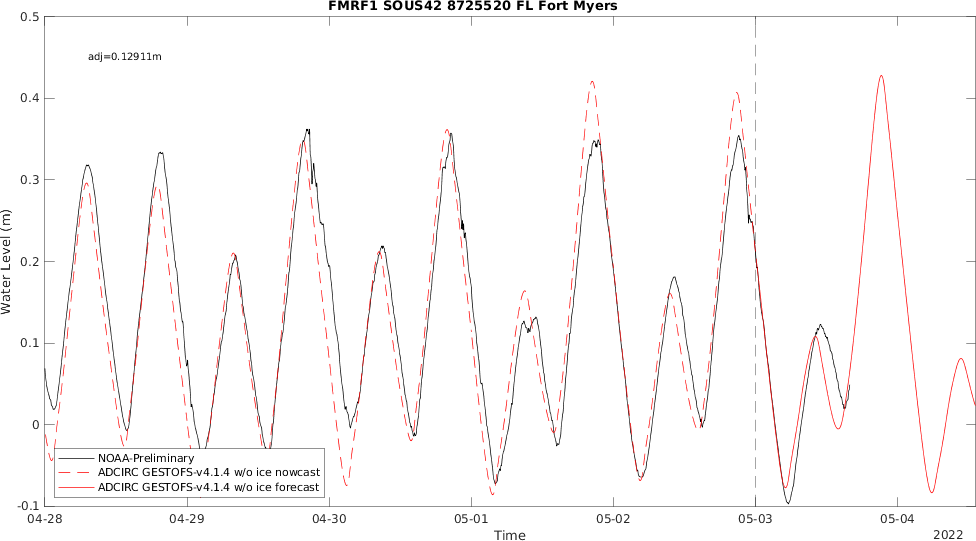 FMRF1 SOUS42 8725520 FL Fort Myers
0.5
adj=0.12911m
0.4
0.3
Water Level (m)
0.2
0.1
0
NOAA-Preliminary
ADCIRC GESTOFS-v4.1.4 w/o ice nowcast
ADCIRC GESTOFS-v4.1.4 w/o ice forecast
-0.1
04-28 04-29 04-30 05-01 05-02 05-03 05-04
Time
2022